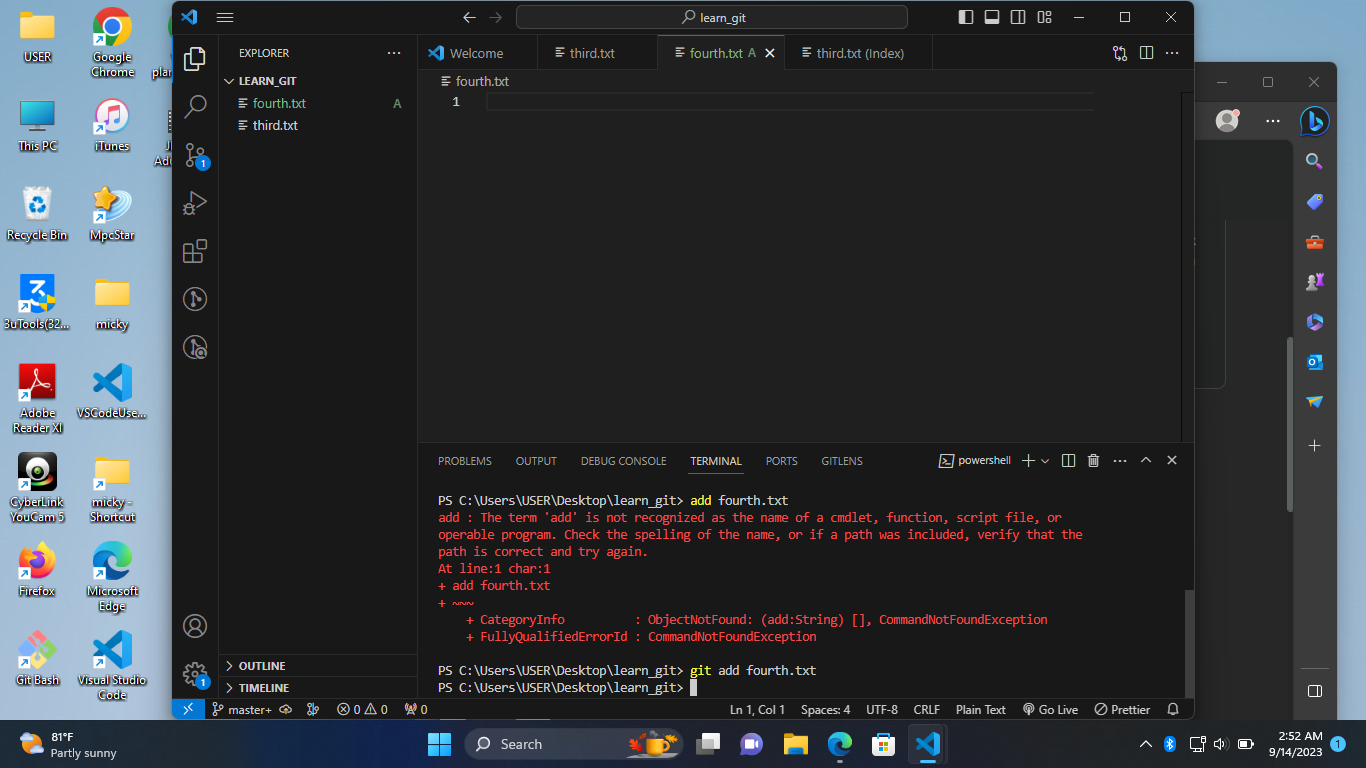 USER
Google
Chrome
This PC
iTunes
Recycle Bin
MpcStar
3uTools(32...
micky
Adobe
Reader XI
VSCodeUse...
CyberLink
YouCam 5
micky -
Shortcut
Firefox
Microsoft
Edge
Git Bash
Visual Studio
Code
learn_git
EXPLORER
LEARN_GIT
fourth.txt A
third.txt
OUTLINE
TIMELINE
1
1
Welcome
third.txt
fourth.txt A
third.txt (Index)
fourth.txt
1
PROBLEMS OUTPUT DEBUG CONSOLE TERMINAL PORTS GITLENS
powershell
PS C:\Users\USER\Desktop\learn_git> add fourth.txt
add : The term 'add' is not recognized as the name of a cmdlet, function, script file, or
operable program. Check the spelling of the name, or if a path was included, verify that the
path is correct and try again.
At line:1 char:1
+ add fourth.txt
+ ~~~
+ CategoryInfo : ObjectNotFound: (add:String) [], CommandNotFoundException
+ FullyQualifiedErrorId : CommandNotFoundException
PS C:\Users\USER\Desktop\learn_git> git add fourth.txt
PS C:\Users\USER\Desktop\learn_git>
master+ 0 0 0 Ln 1, Col 1 Spaces: 4 UTF-8 CRLF Plain Text Go Live Prettier
81°F
Partly sunny
Search
2:52 AM
9/14/2023
1